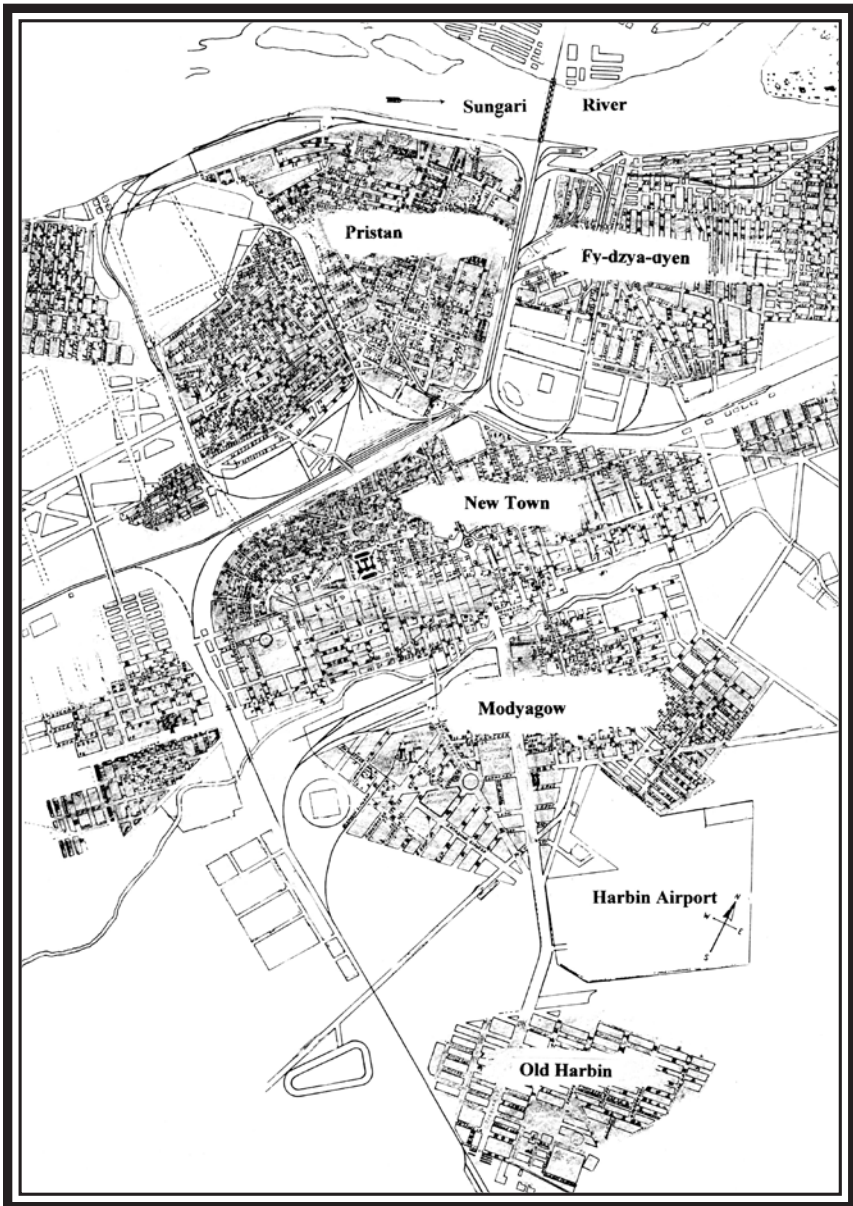 Sungari River
Pristan
Fy-dzya-dyen
New Town
Modyagow
Harbin Airport
N
W
E
S
Old Harbin